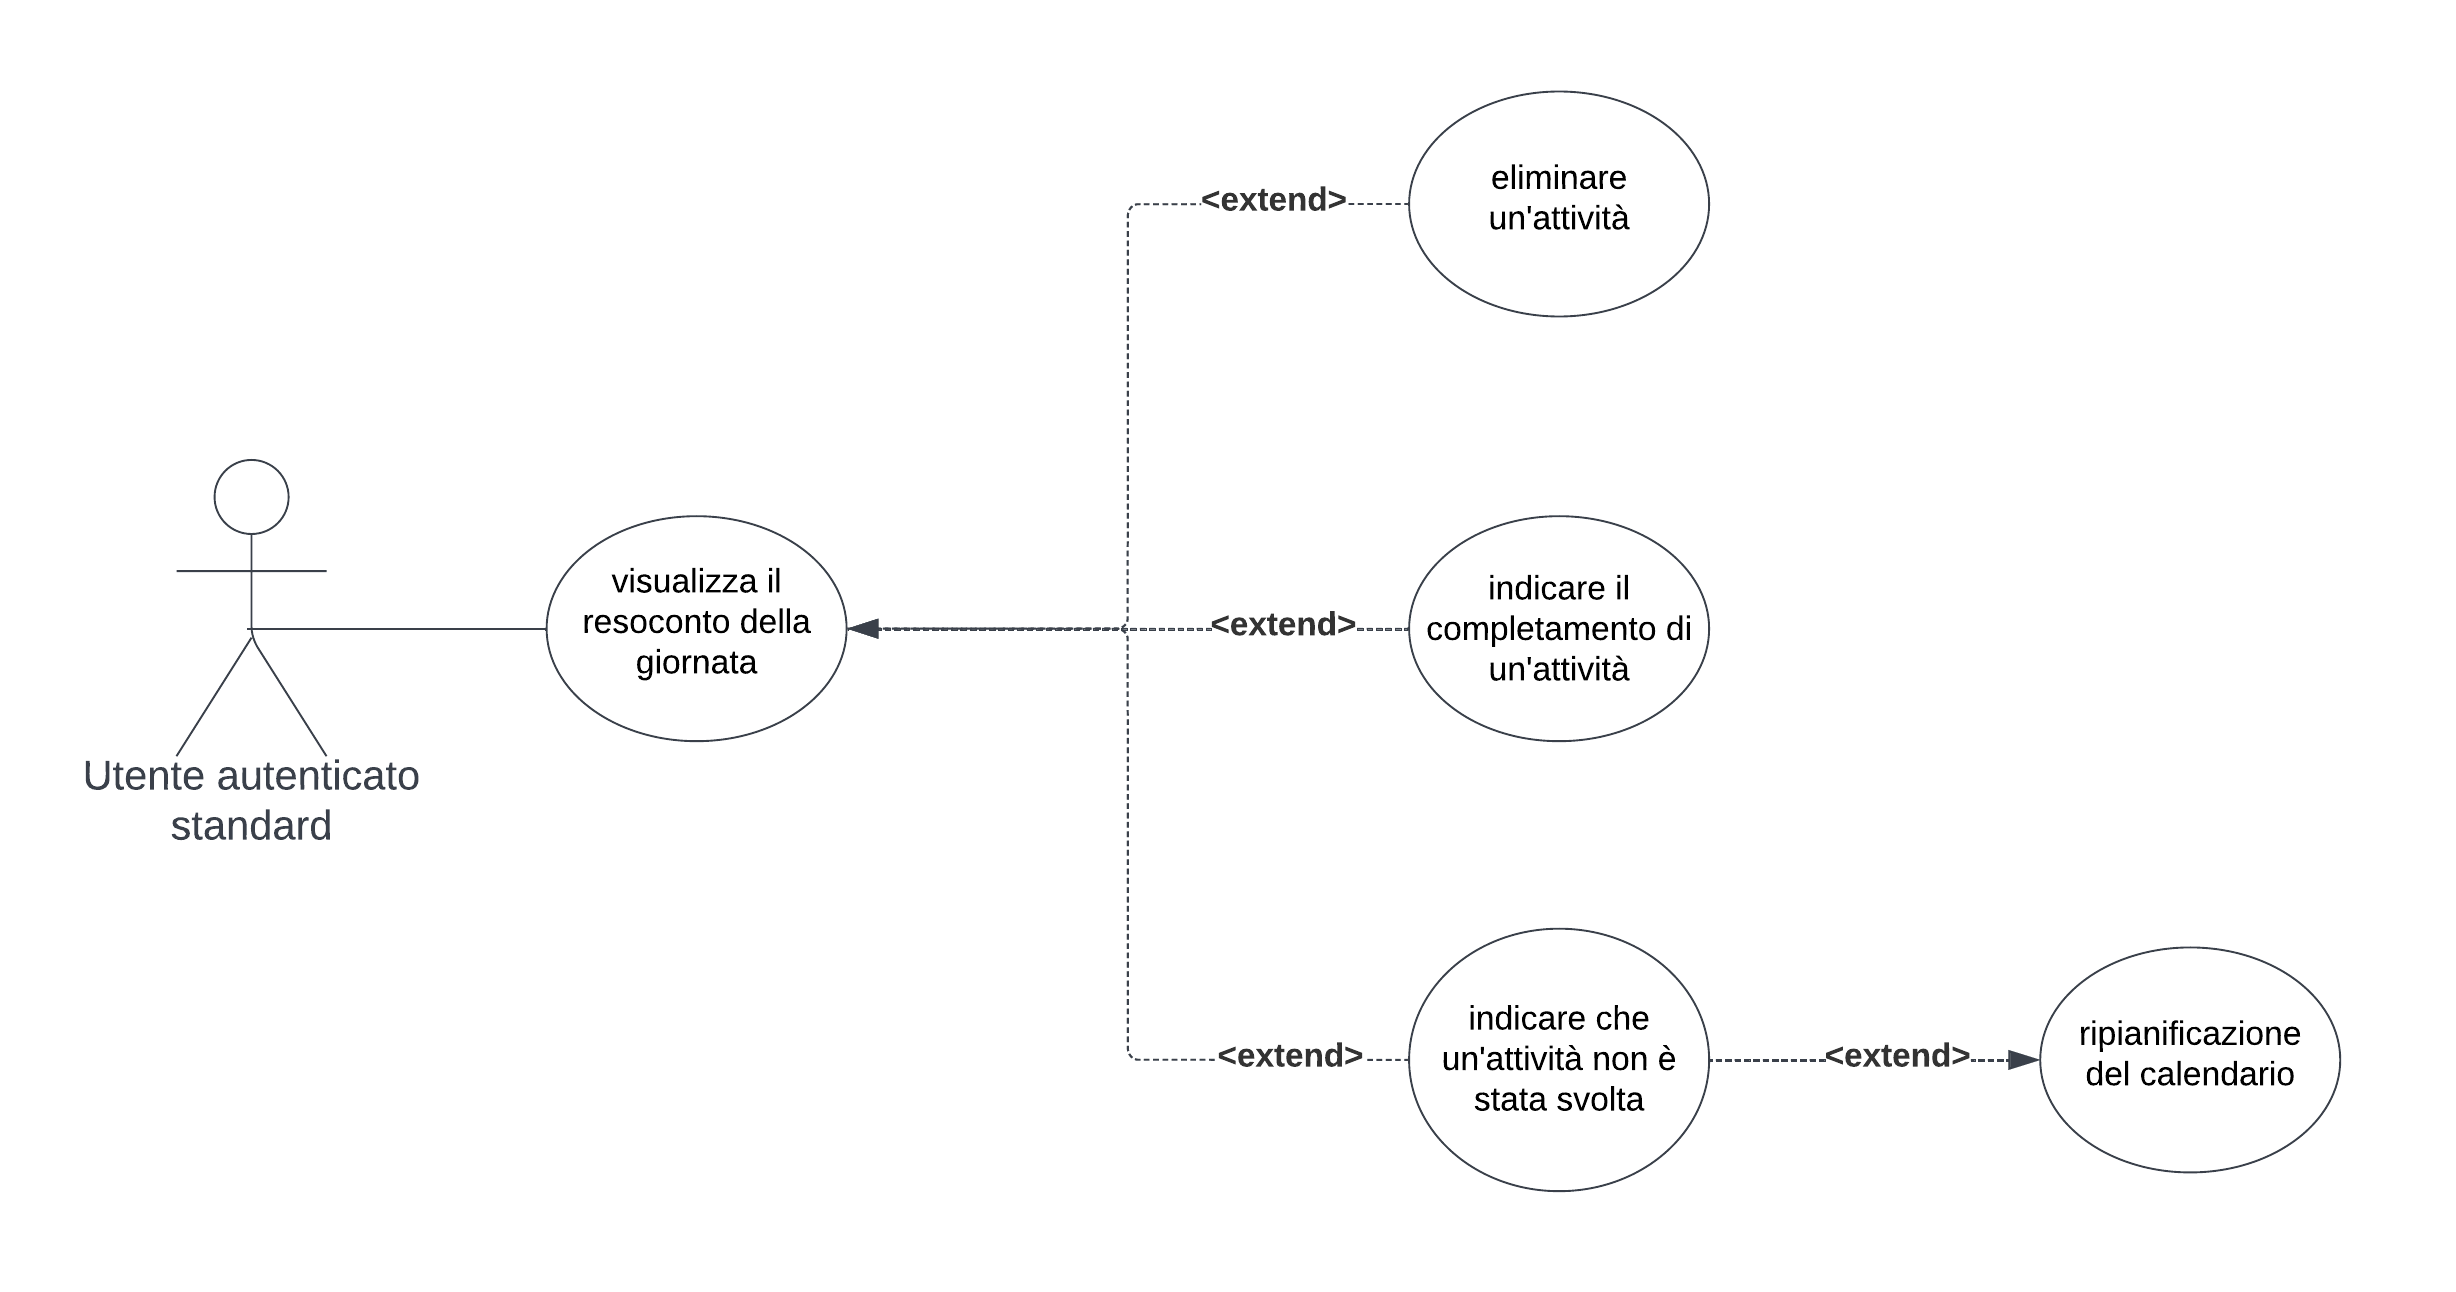 eliminare
un'attività
<extend>
visualizza il
resoconto della
giornata
<extend>
indicare il
completamento di
un'attività
Utente autenticato
standard
<extend>
indicare che
un'attività non è
stata svolta
<extend>
ripianificazione
del calendario